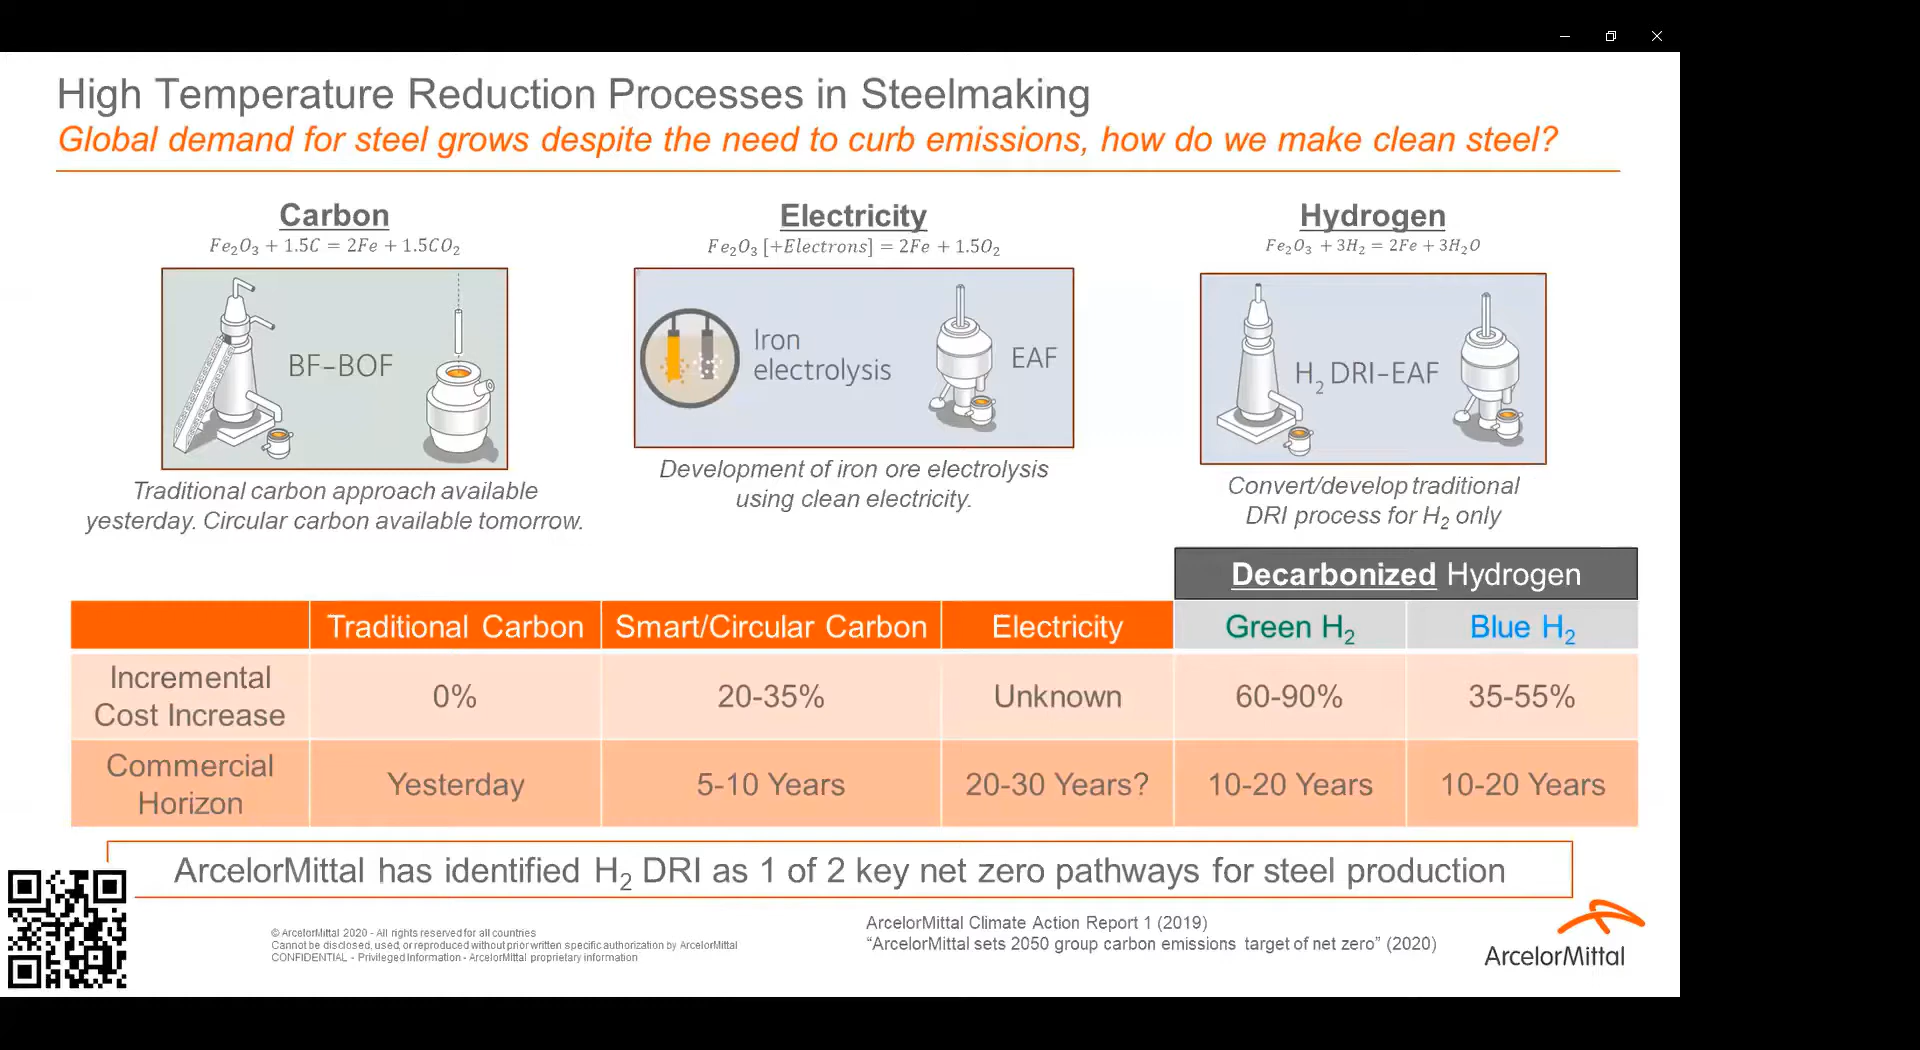 High Temperature Reduction Processes in Steelmaking
Global demand for steel grows despite the need to curb emissions, how do we make clean steel?
Carbon
Fe₂O₃ + 1.5C = 2Fe + 1.5CO₂
BF-BOF
Traditional carbon approach available
yesterday. Circular carbon available tomorrow.
Electricity
Fe₂O₃ [+Electrons] = 2Fe + 1.5O₂
Iron
electrolysis
EAF
Development of iron ore electrolysis
using clean electricity.
Hydrogen
Fe₂O₃ + 3H₂ = 2Fe + 3H₂O
H₂ DRI-EAF
Convert/develop traditional
DRI process for H₂ only
Decarbonized Hydrogen
Traditional Carbon
Smart/Circular Carbon
Electricity
Green H₂
Blue H₂
Incremental
Cost Increase
0%
20-35%
Unknown
60-90%
35-55%
Commercial
Horizon
Yesterday
5-10 Years
20-30 Years?
10-20 Years
10-20 Years
ArcelorMittal has identified H₂ DRI as 1 of 2 key net zero pathways for steel production
© ArcelorMittal 2020 - All rights reserved for all countries
Cannot be disclosed, used, or reproduced without prior written specific authorization by ArcelorMittal
CONFIDENTIAL - Privileged Information - ArcelorMittal proprietary information
ArcelorMittal Climate Action Report 1 (2019)
“ArcelorMittal sets 2050 group carbon emissions target of net zero” (2020)
ArcelorMittal